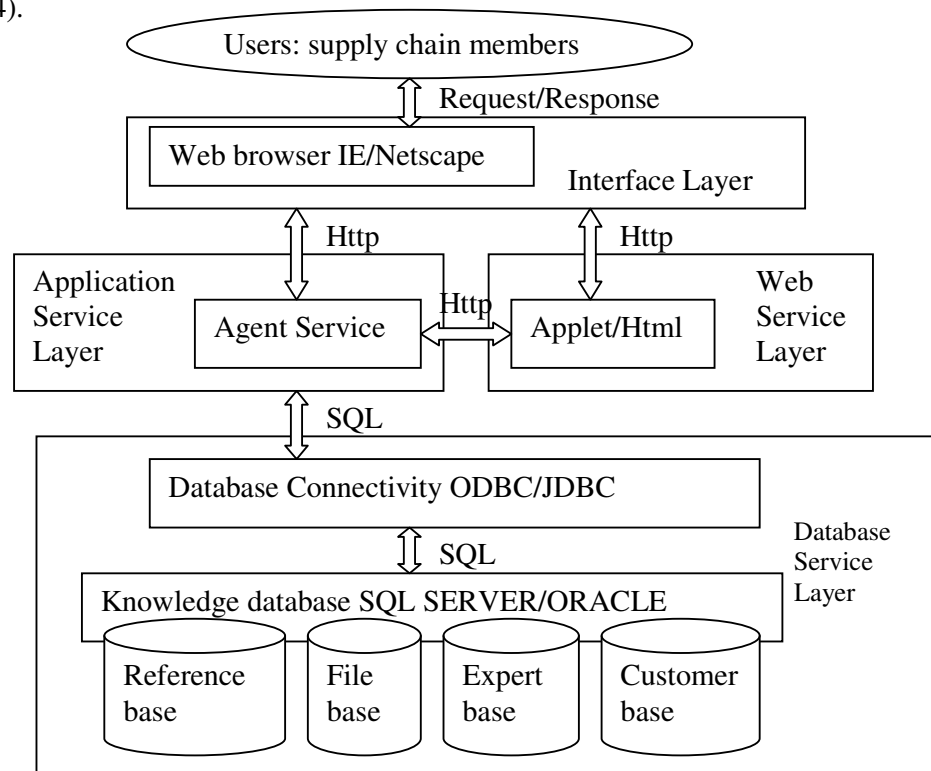 4).
Users: supply chain members
Request/Response
Web browser IE/Netscape
Interface Layer
Http
Http
Application
Service
Layer
Agent Service
Http
Applet/Html
Web
Service
Layer
SQL
Database Connectivity ODBC/JDBC
SQL
Database
Service
Layer
Knowledge database SQL SERVER/ORACLE
Reference
base
File
base
Expert
base
Customer
base